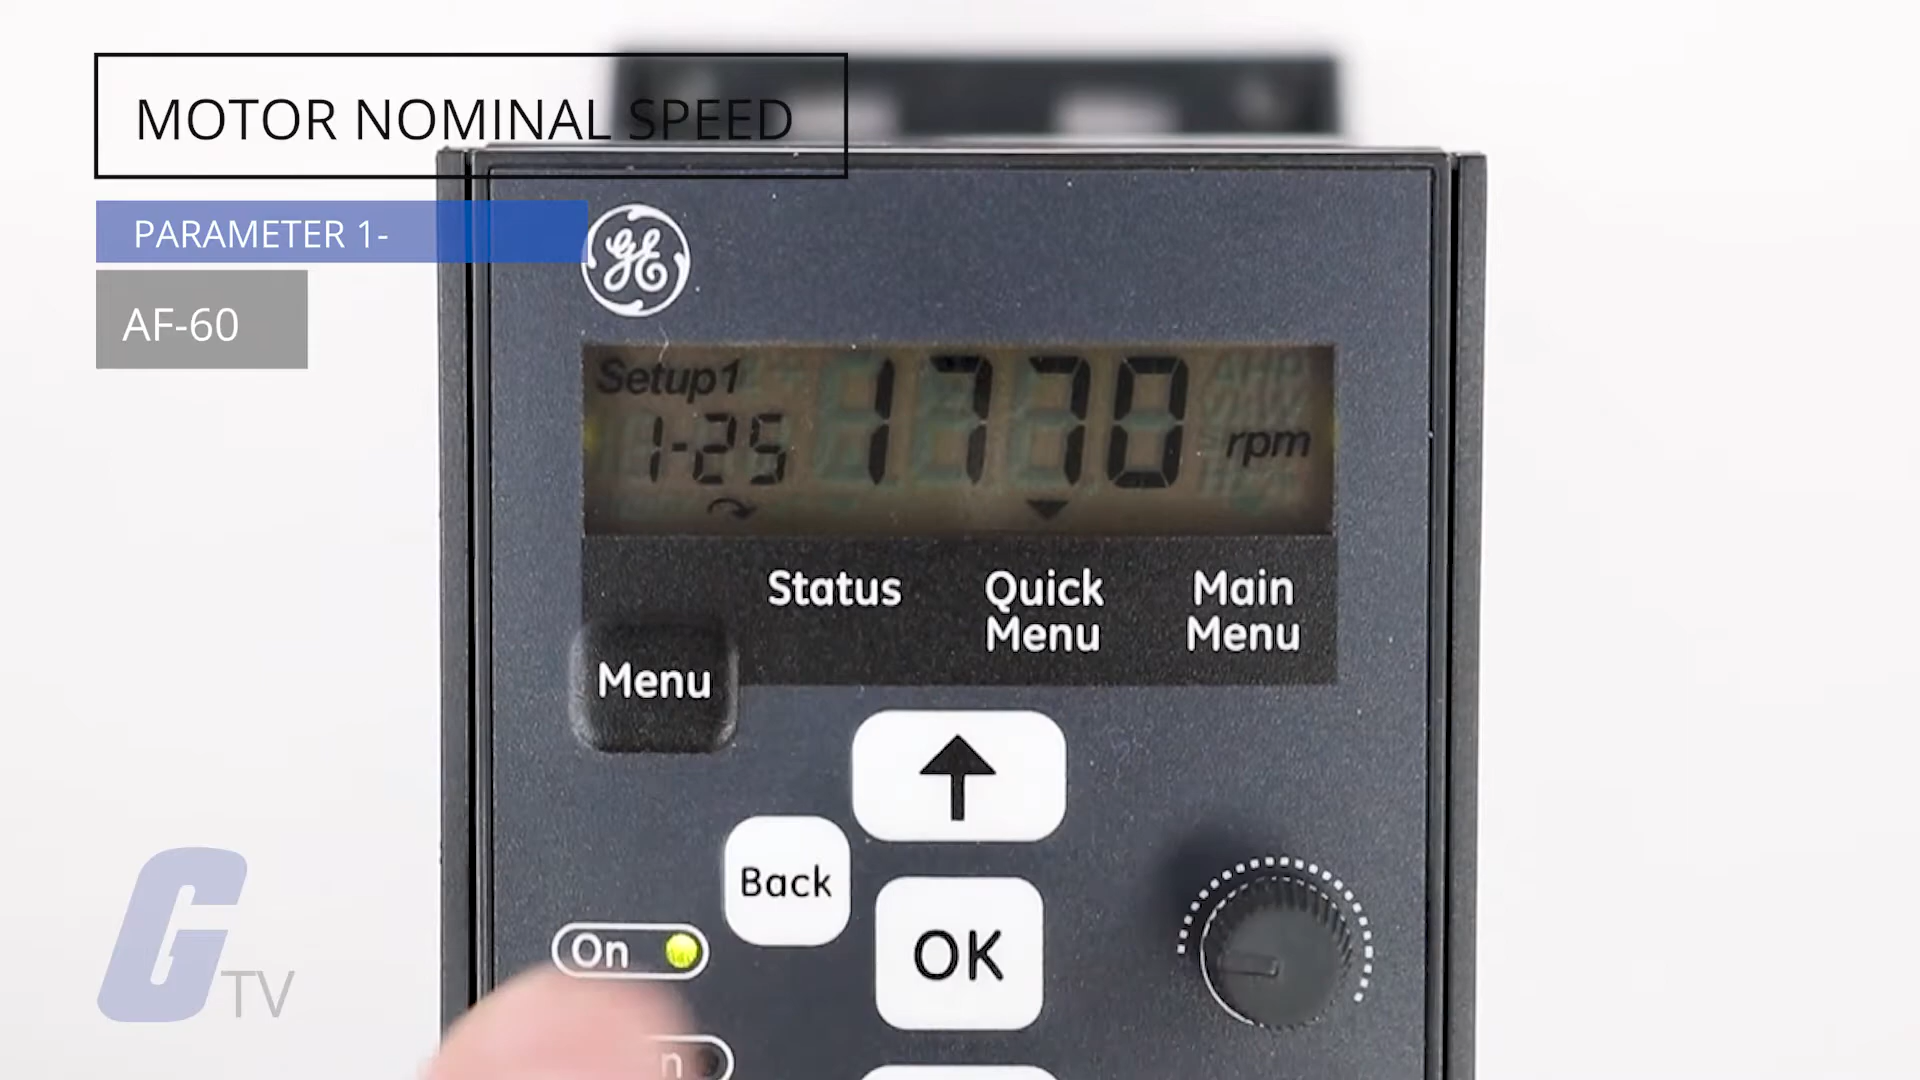 MOTOR NOMINAL SPEED
PARAMETER 1-
AF-60
GE
Setup1
1770
1-25
rpm
Status
Quick
Menu
Main
Menu
Menu
Back
On
OK
G TV